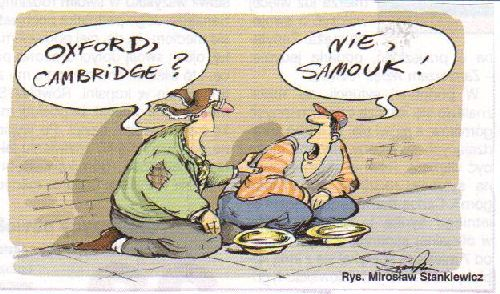 OXFORD,
CAMBRIDGE?
NIE,
SAMOUK!
Rys. Mirosław Stankiewicz